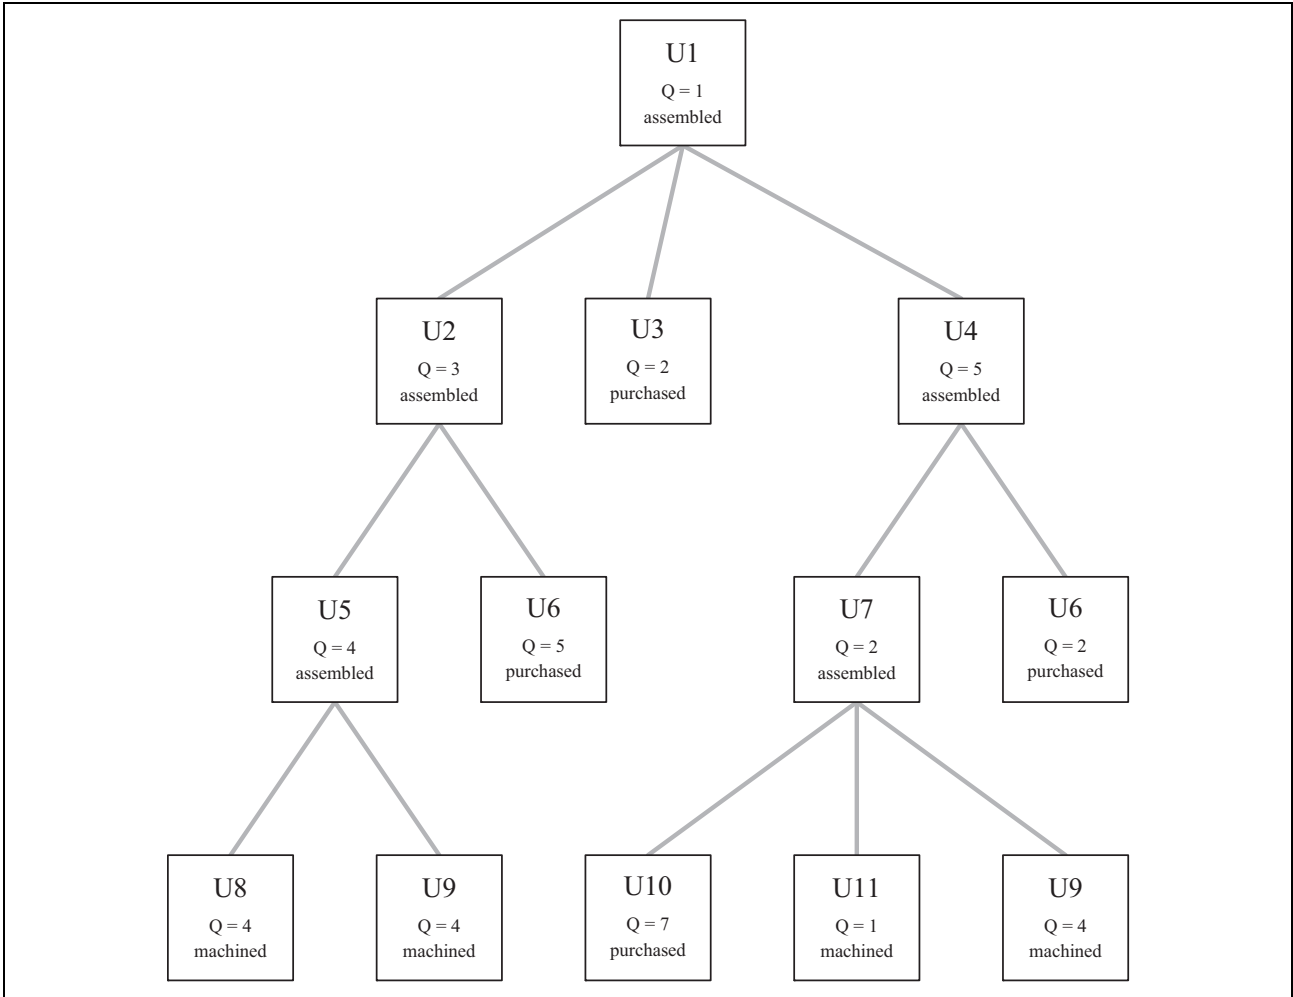 U1
Q = 1
assembled
U2
Q = 3
assembled
U3
Q = 2
purchased
U4
Q = 5
assembled
U5
Q = 4
assembled
U6
Q = 5
purchased
U7
Q = 2
assembled
U6
Q = 2
purchased
U8
Q = 4
machined
U9
Q = 4
machined
U10
Q = 7
purchased
U11
Q = 1
machined
U9
Q = 4
machined